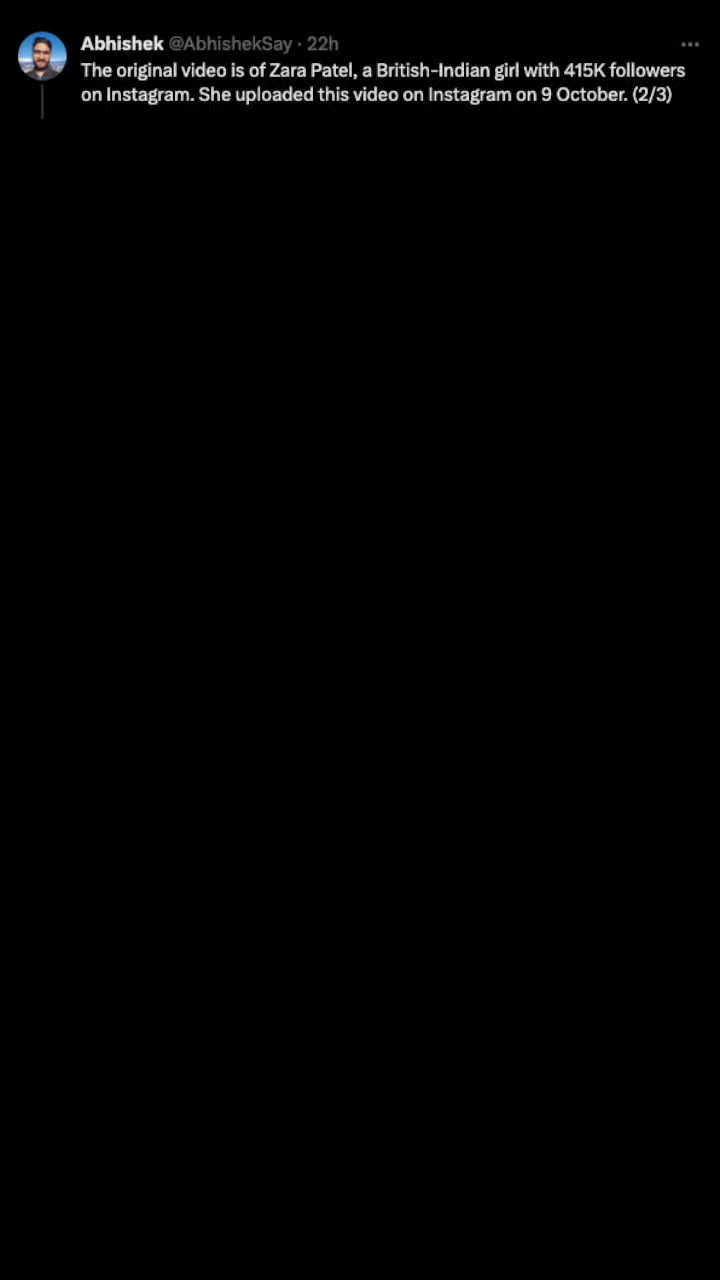 Abhishek @AbhishekSay · 22h
The original video is of Zara Patel, a British-Indian girl with 415K followers
on Instagram. She uploaded this video on Instagram on 9 October. (2/3)